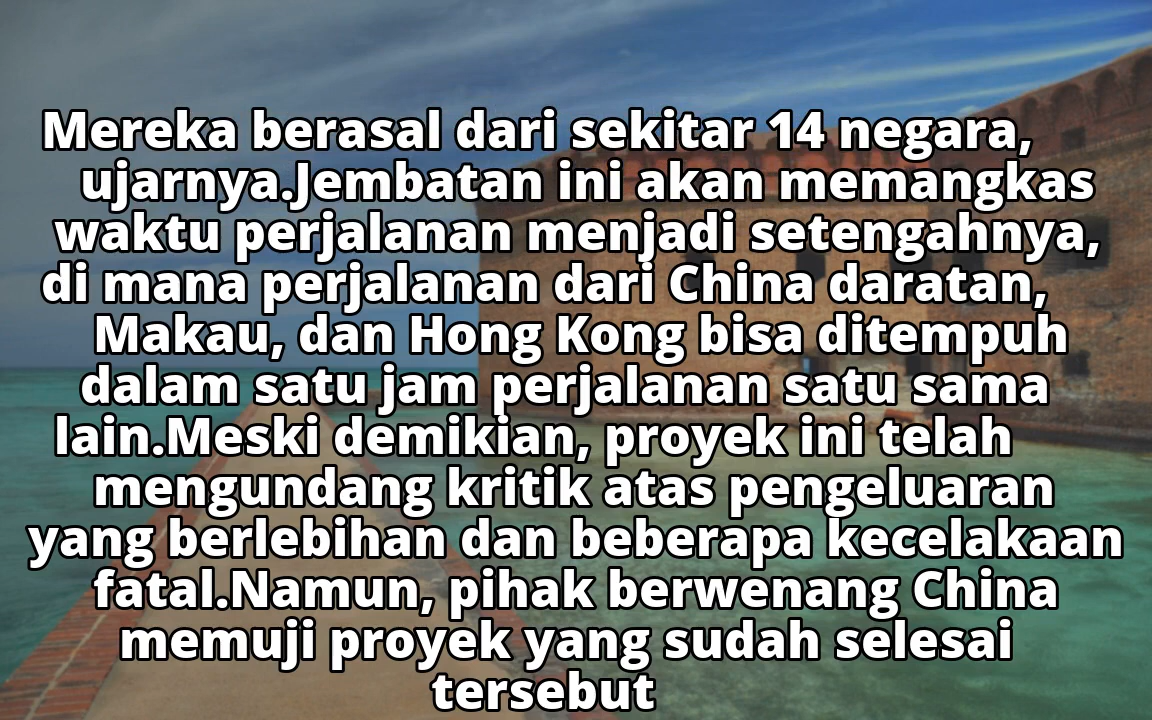 Mereka berasal dari sekitar 14 negara,
ujarnya.Jembatan ini akan memangkas
waktu perjalanan menjadi setengahnya,
di mana perjalanan dari China daratan,
Makau, dan Hong Kong bisa ditempuh
dalam satu jam perjalanan satu sama
lain.Meski demikian, proyek ini telah
mengundang kritik atas pengeluaran
yang berlebihan dan beberapa kecelakaan
fatal.Namun, pihak berwenang China
memuji proyek yang sudah selesai
tersebut